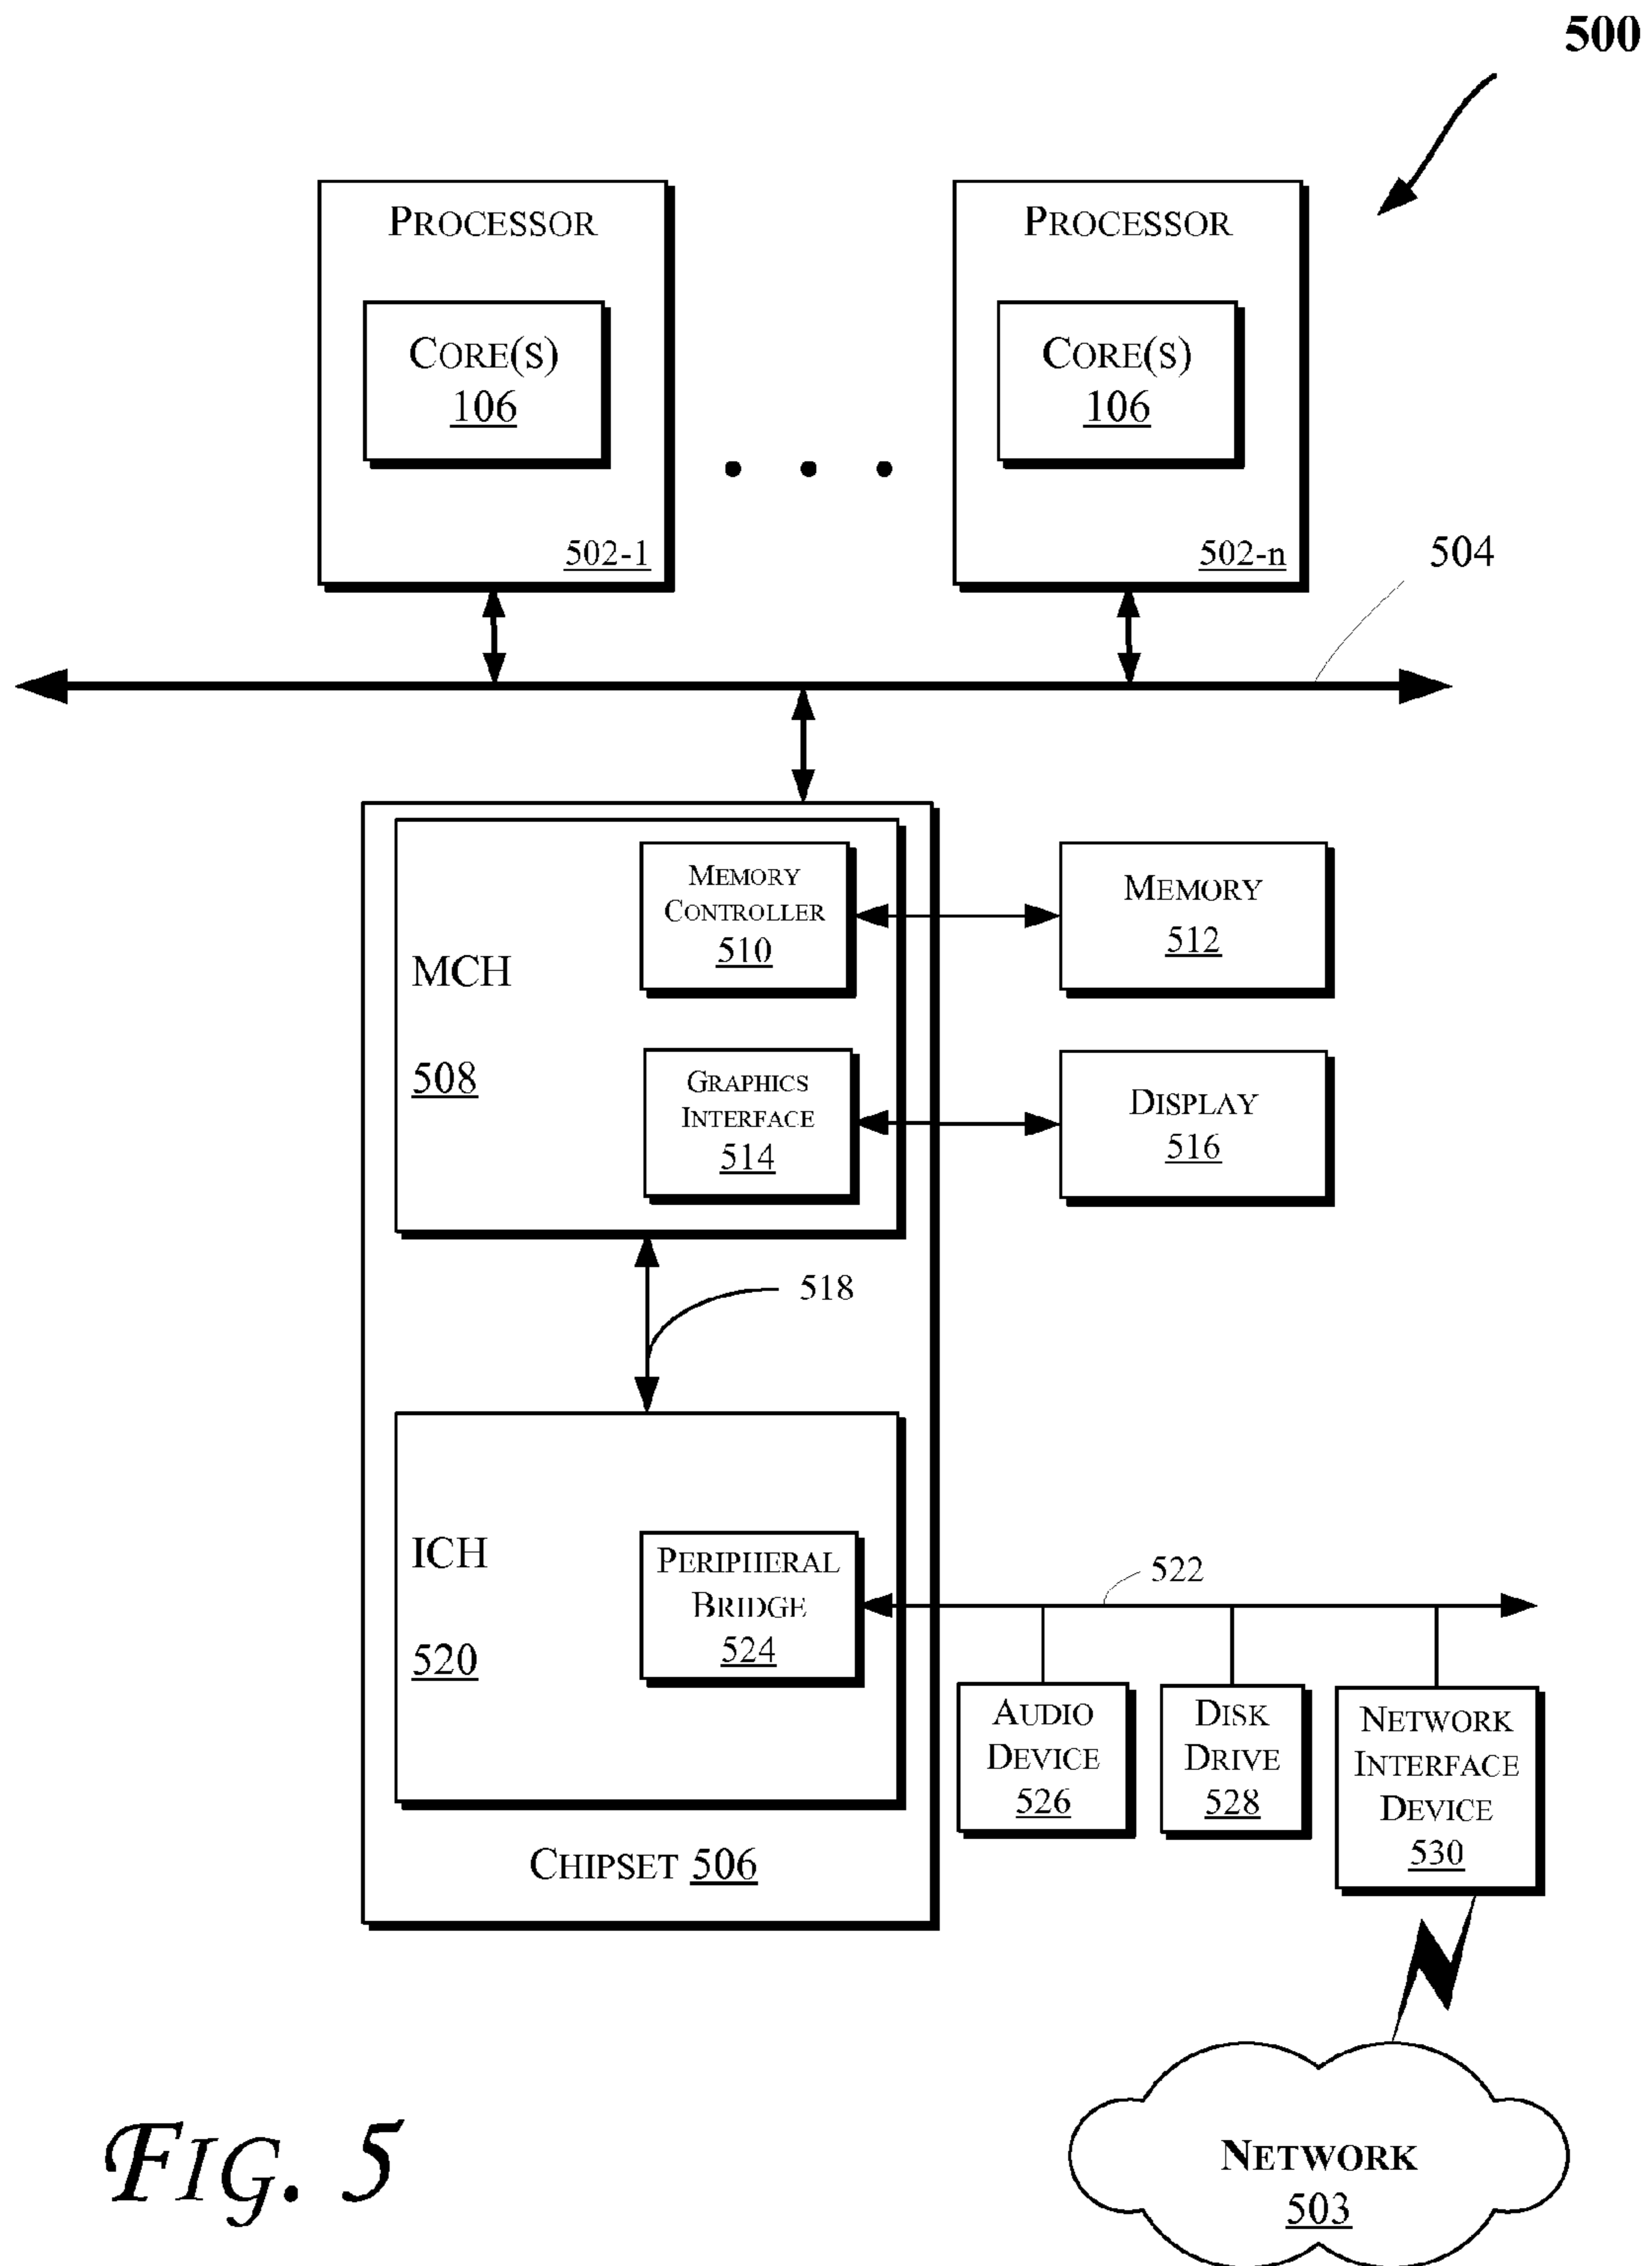 500
PROCESSOR
CORE(S)
106
502-1
PROCESSOR
CORE(S)
106
502-n
504
MCH
508
MEMORY
CONTROLLER
510
MEMORY
512
GRAPHICS
INTERFACE
514
DISPLAY
516
518
ICH
520
PERIPHERAL
BRIDGE
524
522
AUDIO
DEVICE
526
DISK
DRIVE
528
NETWORK
INTERFACE
DEVICE
530
CHIPSET 506
NETWORK
503
FIG. 5